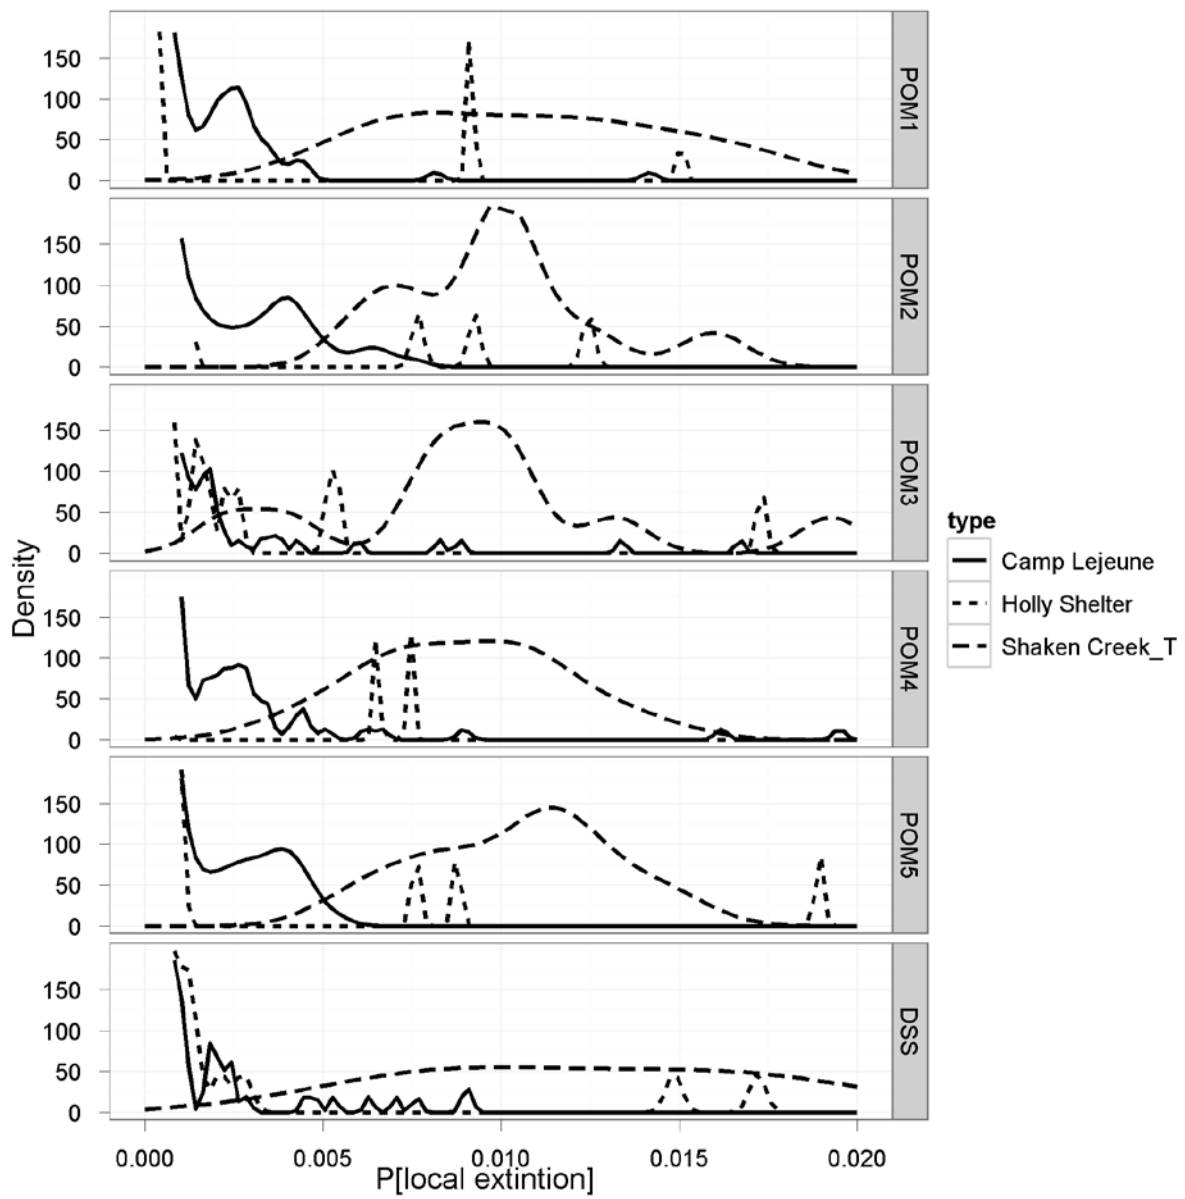 150
100
50
0
POM1
150
100
50
0
POM2
150
100
50
0
POM3
150
100
50
0
POM4
150
100
50
0
POM5
150
100
50
0
DSS
Density
0.000 0.005 0.010 0.015 0.020
P[local extintion]
type
Camp Lejeune
Holly Shelter
Shaken Creek_T